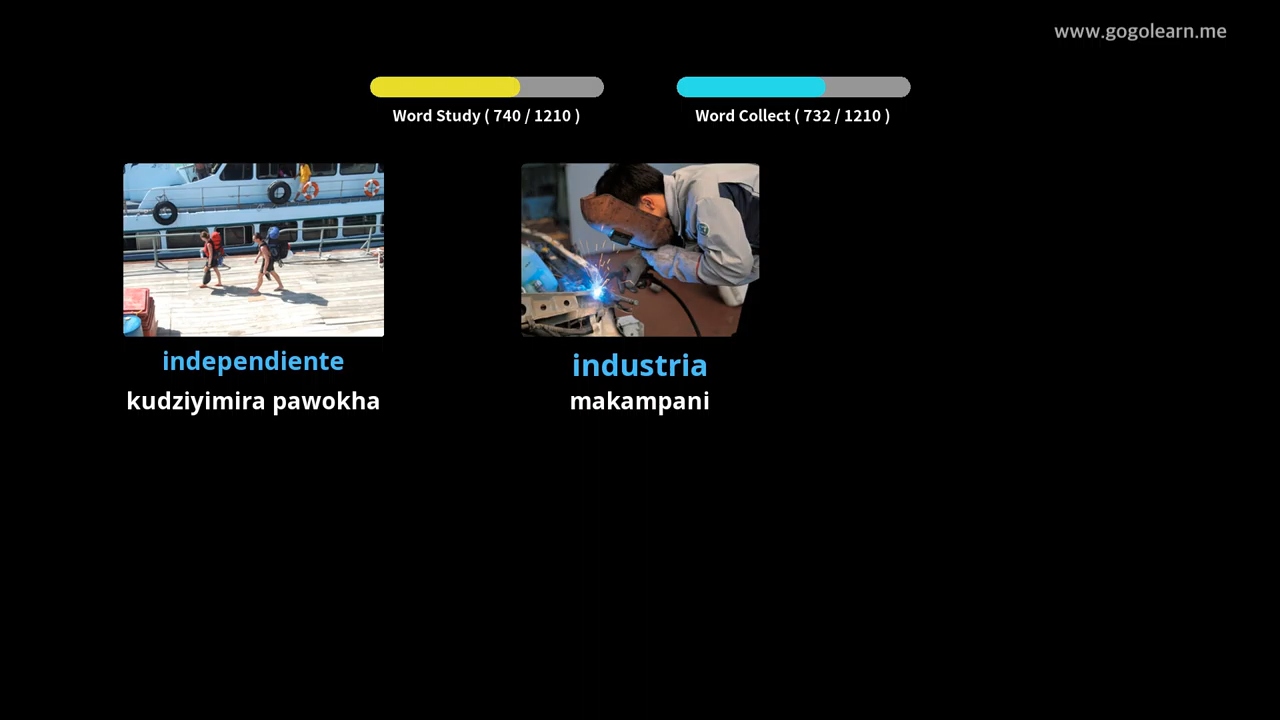 www.gogolearn.me
Word Study ( 740 / 1210 )
Word Collect ( 732 / 1210 )
independiente
kudziyimira pawokha
industria
makampani